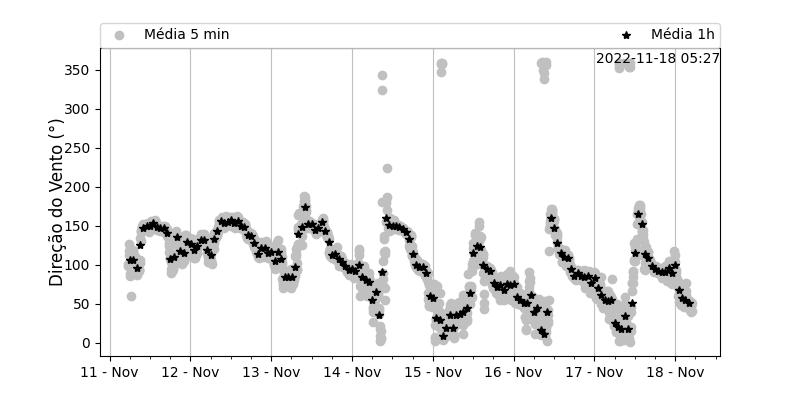 Média 5 min
Média 1h
2022-11-18 05:27
Direção do Vento (°)
350
300
250
200
150
100
50
0
11 - Nov
12 - Nov
13 - Nov
14 - Nov
15 - Nov
16 - Nov
17 - Nov
18 - Nov